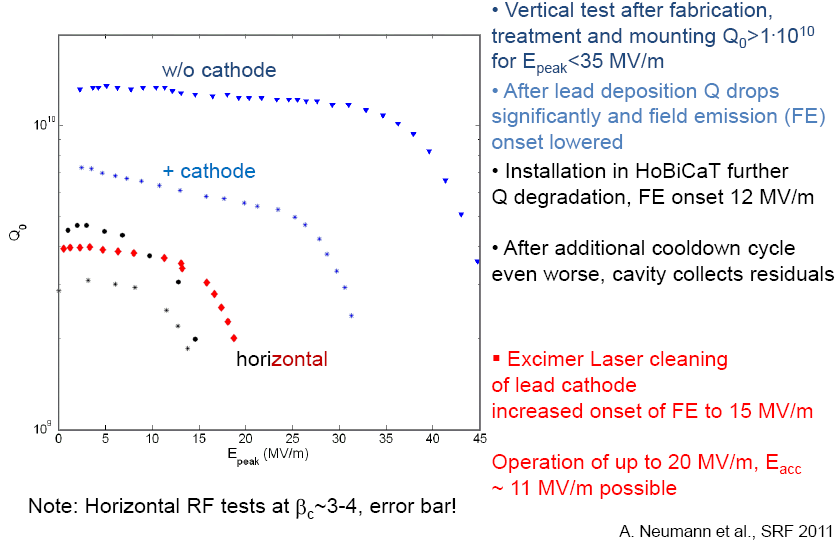 • Vertical test after fabrication,
treatment and mounting Q₀>1·10¹⁰
for Epeak<35 MV/m
• After lead deposition Q drops
significantly and field emission (FE)
onset lowered
• Installation in HoBiCaT further
Q degradation, FE onset 12 MV/m
• After additional cooldown cycle
even worse, cavity collects residuals
▪ Excimer Laser cleaning
of lead cathode
increased onset of FE to 15 MV/m
Operation of up to 20 MV/m, Eacc
~ 11 MV/m possible
w/o cathode
+ cathode
horizontal
10¹⁰
Q₀
10⁹
0 5 10 15 20 25 30 35 40 45
Epeak (MV/m)
Note: Horizontal RF tests at βc~3-4, error bar!
A. Neumann et al., SRF 2011